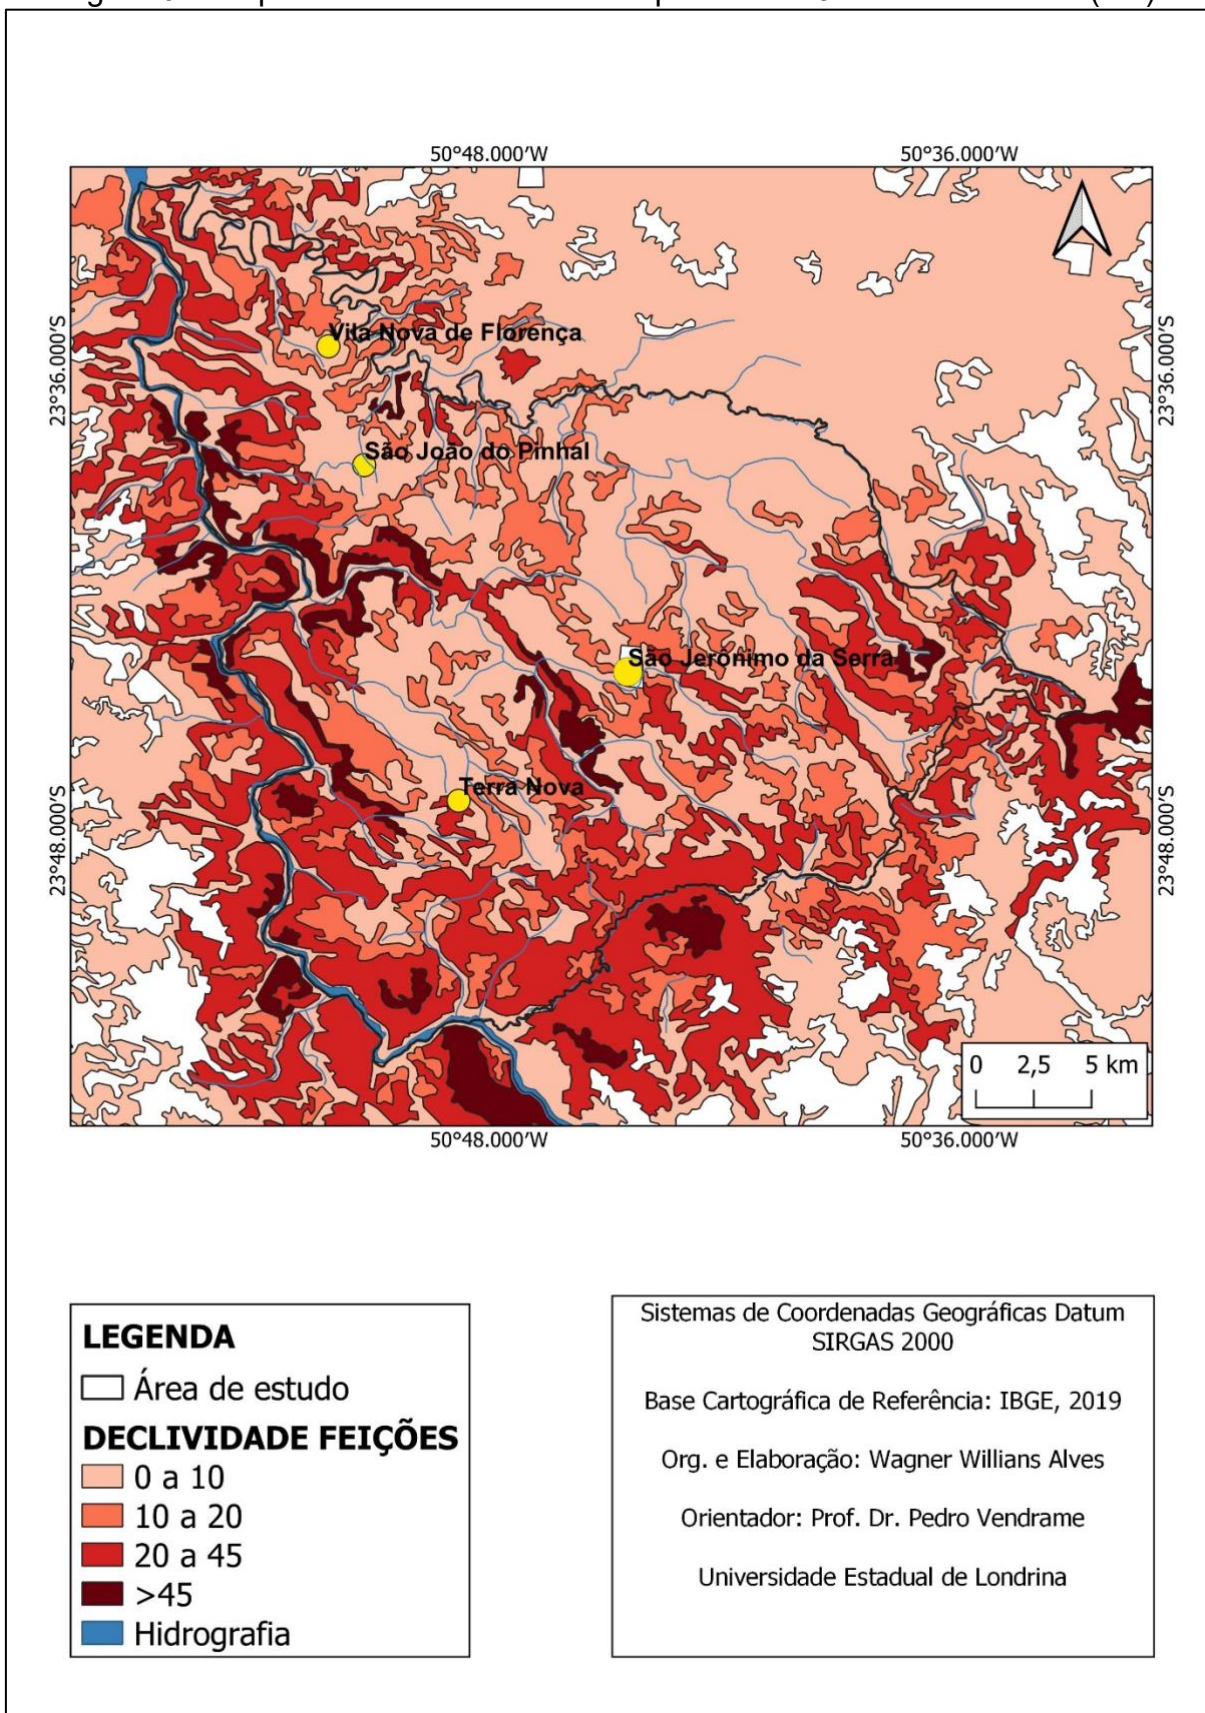 50°48.000'W
50°36.000'W
23°36.000'S
23°36.000'S
Vila Nova de Florença
São João do Pinhal
São Jerônimo da Serra
Terra Nova
23°48.000'S
23°48.000'S
0 2,5 5 km
50°48.000'W
50°36.000'W
LEGENDA
Área de estudo
DECLIVIDADE FEIÇÕES
0 a 10
10 a 20
20 a 45
>45
Hidrografia
Sistemas de Coordenadas Geográficas Datum
SIRGAS 2000
Base Cartográfica de Referência: IBGE, 2019
Org. e Elaboração: Wagner Willians Alves
Orientador: Prof. Dr. Pedro Vendrame
Universidade Estadual de Londrina